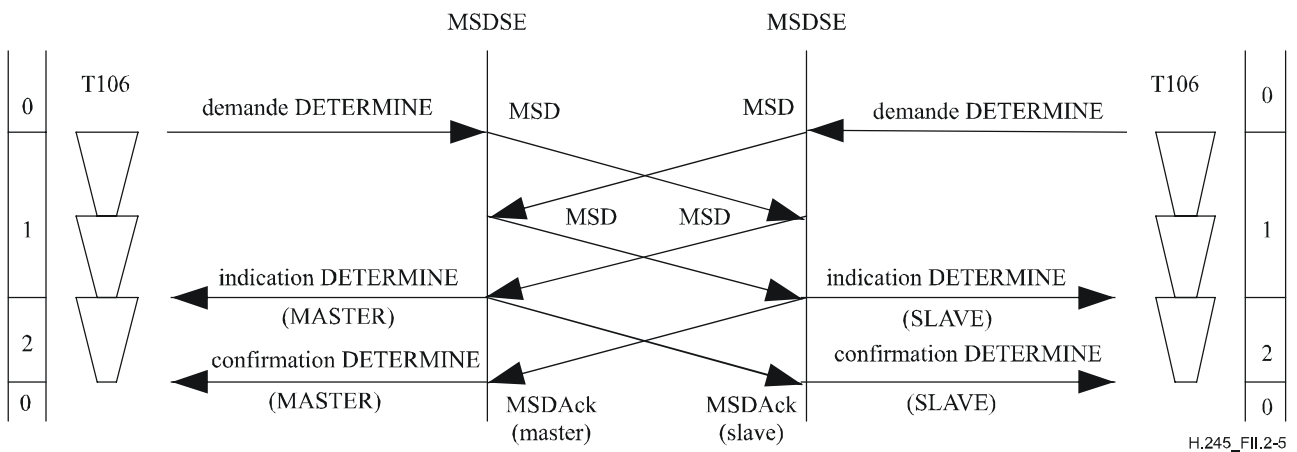 MSDSE
MSDSE
T106
T106
0
demande DETERMINE
MSD
MSD
demande DETERMINE
0
1
MSD
MSD
1
indication DETERMINE
indication DETERMINE
(MASTER)
(SLAVE)
2
confirmation DETERMINE
confirmation DETERMINE
2
0
(MASTER)
MSDAck
(master)
MSDAck
(slave)
(SLAVE)
0
H.245_FII.2-5